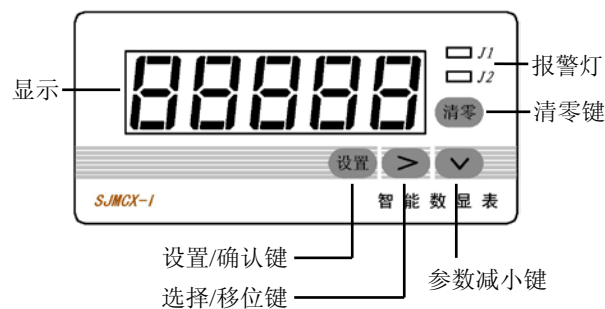 88888
J1
J2
报警灯
显示
清零
清零键
设置
>
SJMCX-I
智能数显表
设置/确认键
选择/移位键
参数减小键